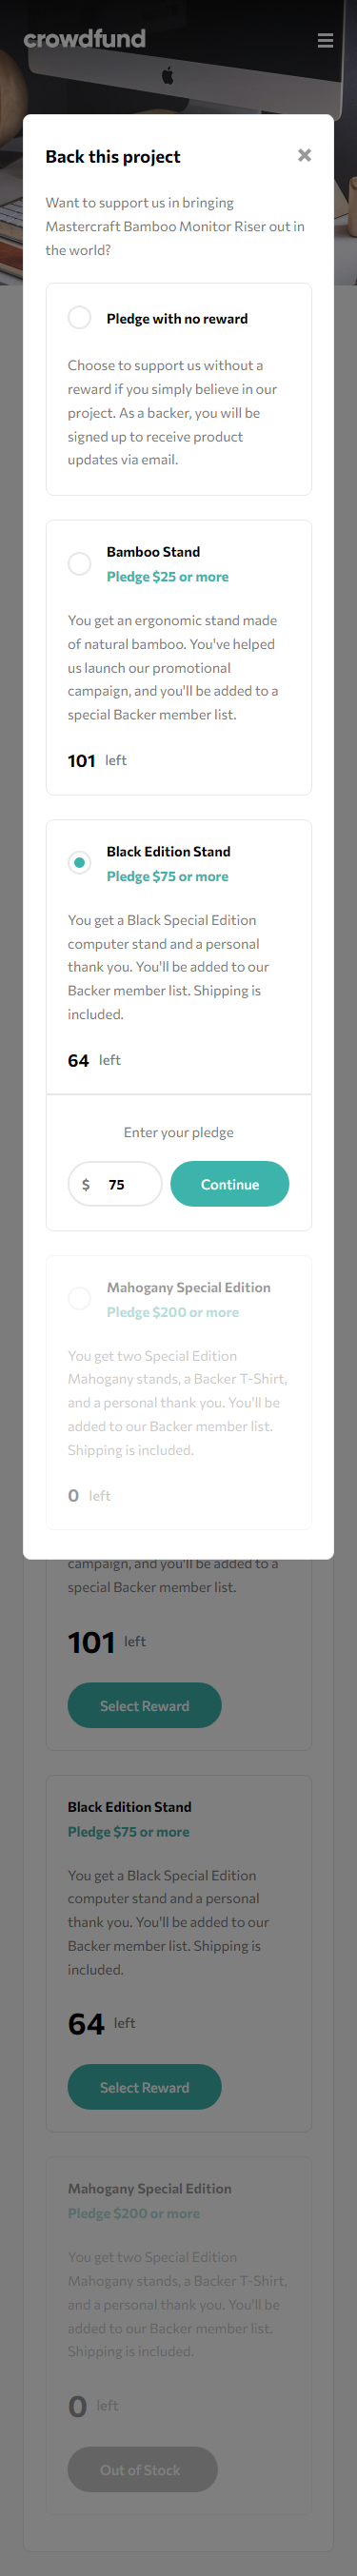 crowdfund
Back this project
Want to support us in bringing
Mastercraft Bamboo Monitor Riser out in
the world?
Pledge with no reward
Choose to support us without a
reward if you simply believe in our
project. As a backer, you will be
signed up to receive product
updates via email.
Bamboo Stand
Pledge $25 or more
You get an ergonomic stand made
of natural bamboo. You've helped
us launch our promotional
campaign, and you'll be added to a
special Backer member list.
101 left
Black Edition Stand
Pledge $75 or more
You get a Black Special Edition
computer stand and a personal
thank you. You'll be added to our
Backer member list. Shipping is
included.
64 left
Enter your pledge
$ 75 Continue
Mahogany Special Edition
Pledge $200 or more
You get two Special Edition
Mahogany stands, a Backer T-Shirt,
and a personal thank you. You'll be
added to our Backer member list.
Shipping is included.
0 left
campaign, and you'll be added to a
special Backer member list.
101 left
Select Reward
Black Edition Stand
Pledge $75 or more
You get a Black Special Edition
computer stand and a personal
thank you. You'll be added to our
Backer member list. Shipping is
included.
64 left
Select Reward
Mahogany Special Edition
Pledge $200 or more
You get two Special Edition
Mahogany stands, a Backer T-Shirt,
and a personal thank you. You'll be
added to our Backer member list.
Shipping is included.
0 left
Out of Stock